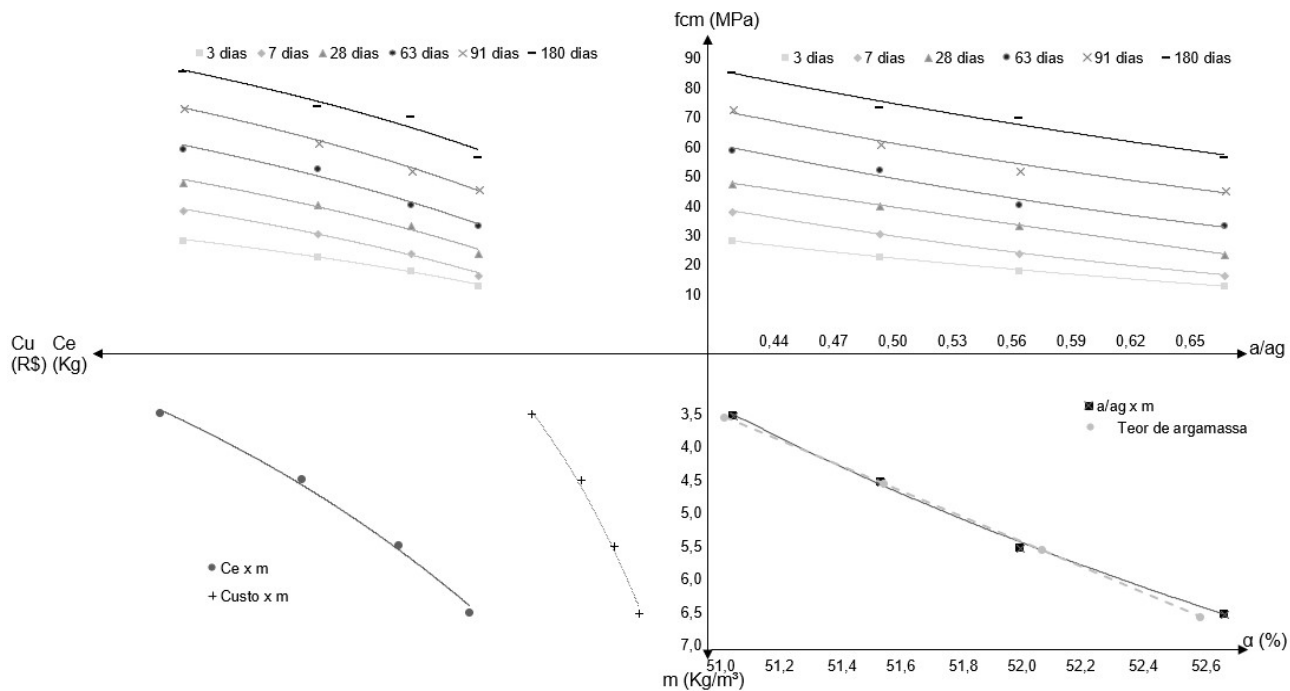 fcm (MPa)
3 dias 7 dias 28 dias 63 dias 91 dias 180 dias
3 dias 7 dias 28 dias 63 dias 91 dias 180 dias
90
80
70
60
50
40
30
20
10
Cu Ce
(R$) (Kg)
0,44 0,47 0,50 0,53 0,56 0,59 0,62 0,65
a/ag
a/ag x m
Teor de argamassa
3,5
4,0
4,5
5,0
5,5
6,0
6,5
7,0
Ce x m
Custo x m
α (%)
51,0 51,2 51,4 51,6 51,8 52,0 52,2 52,4 52,6
m (Kg/m³)